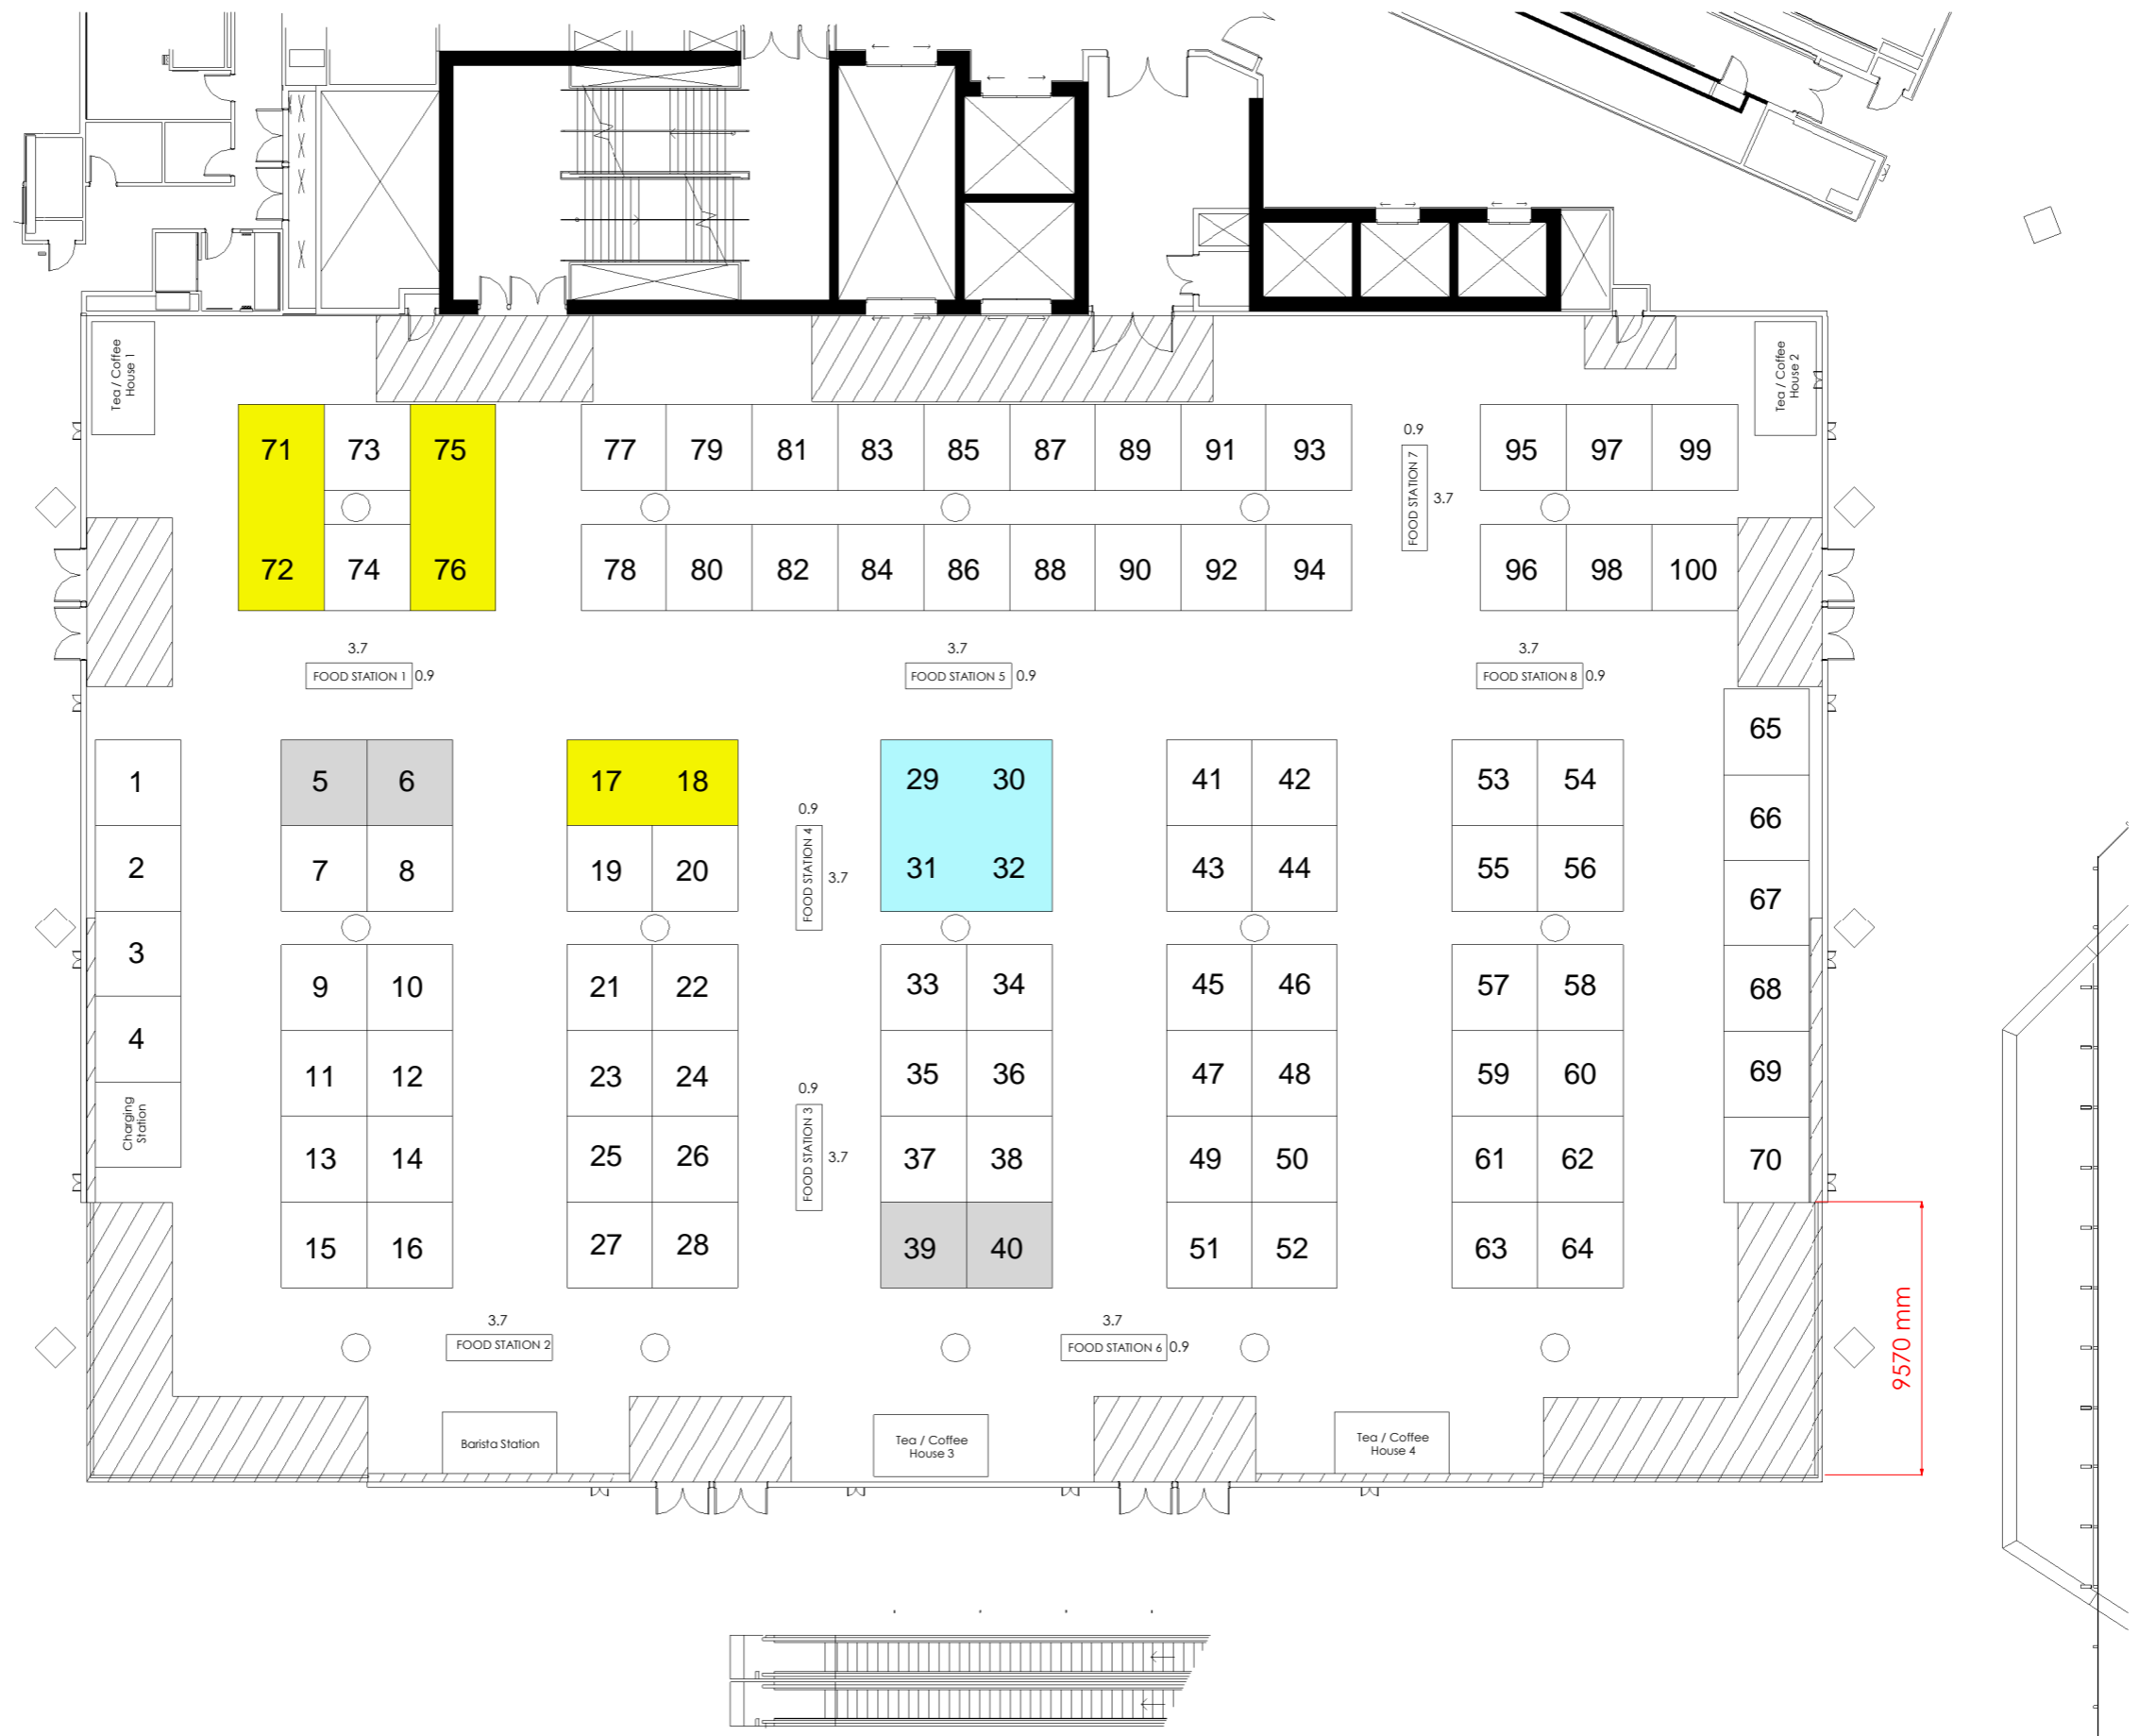 Tea / Coffee
House 1
Tea / Coffee
House 2
71 73 75 77 79 81 83 85 87 89 91 93 95 97 99
0.9
FOOD STATION 7
3.7
72 74 76 78 80 82 84 86 88 90 92 94 96 98 100
3.7
FOOD STATION 1 0.9
3.7
FOOD STATION 5 0.9
3.7
FOOD STATION 8 0.9
65
1 5 6 17 18 29 30 41 42 53 54
0.9
FOOD STATION 4
3.7
66
2 7 8 19 20 31 32 43 44 55 56
67
3 9 10 21 22 33 34 45 46 57 58
68
4 11 12 23 24 35 36 47 48 59 60
69
Charging
Station
0.9
FOOD STATION 3
3.7
13 14 25 26 37 38 49 50 61 62
70
15 16 27 28 39 40 51 52 63 64
3.7
FOOD STATION 2
3.7
FOOD STATION 6 0.9
9570 mm
Barista Station
Tea / Coffee
House 3
Tea / Coffee
House 4